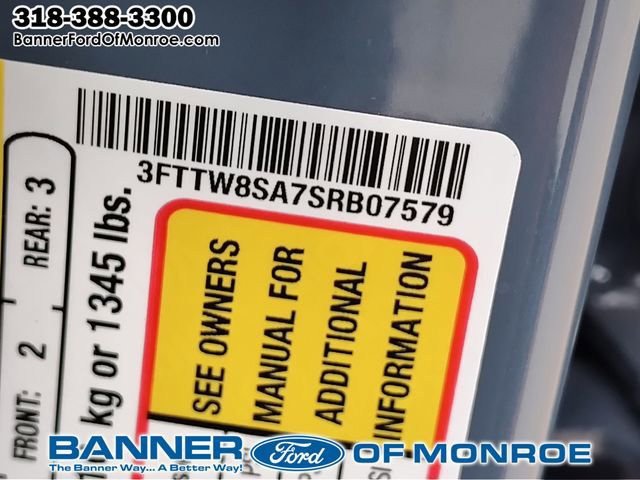 318-388-3300
BannerFordOfMonroe.com
3FTTW8SA7SRB07579
REAR: 3
FRONT: 2
kg or 1345 lbs.
SEE OWNERS
MANUAL FOR
ADDITIONAL
INFORMATION
BANNER Ford OF MONROE
The Banner Way... A Better Way!